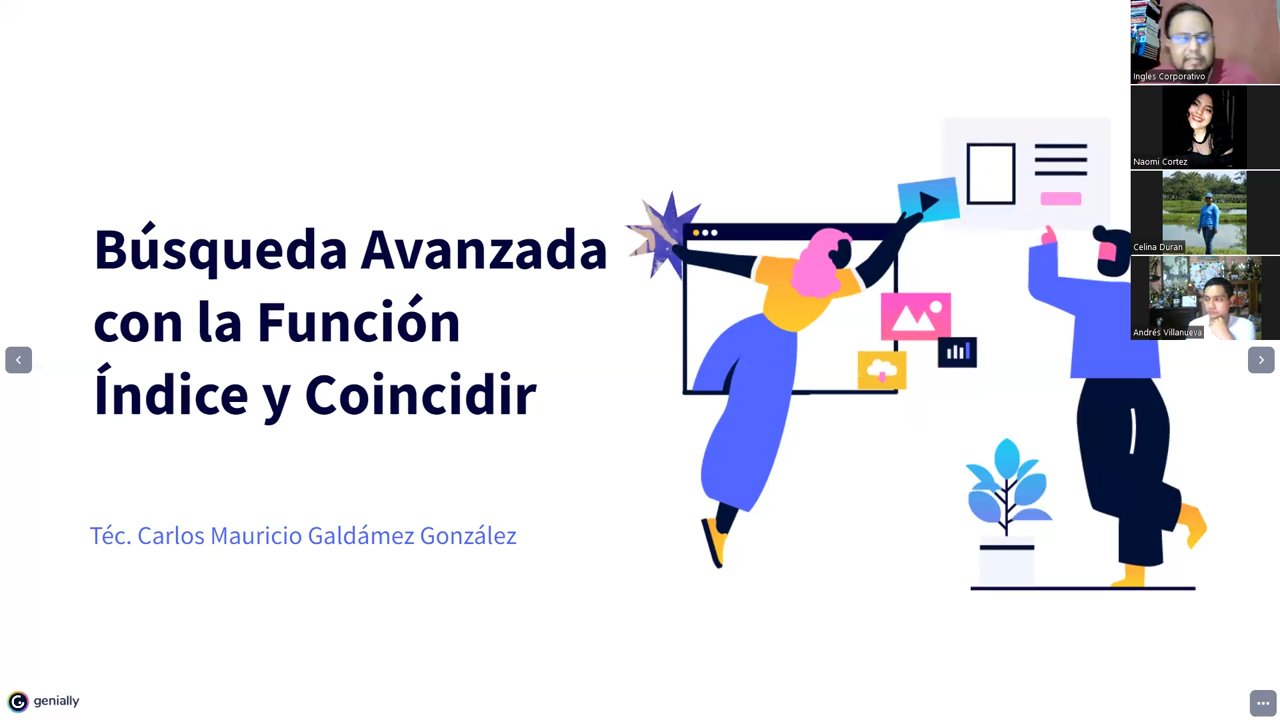 Búsqueda Avanzada
con la Función
Índice y Coincidir
Téc. Carlos Mauricio Galdámez González
Ingles Corporativo
Naomi Cortez
Celina Duran
Andrés Villanueva
genially